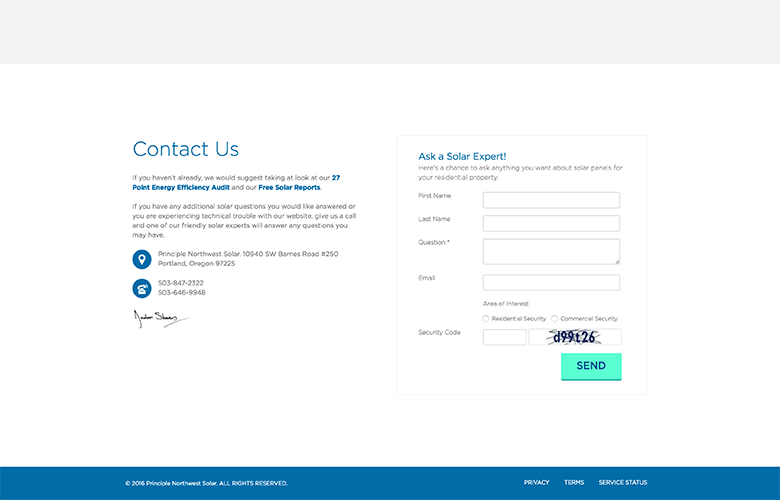 Contact Us
If you haven't already, we would suggest taking at look at our 27
Point Energy Efficiency Audit and our Free Solar Reports.
If you have any additional solar questions you would like answered or
you are experiencing technical trouble with our website, give us a call
and one of our friendly solar experts will answer any questions you
may have.
Principle Northwest Solar. 10940 SW Barnes Road #250
Portland, Oregon 97225
503-847-2322
503-646-9948
Ask a Solar Expert!
Here's a chance to ask anything you want about solar panels for
your residential property.
First Name
Last Name
Question *
Email
Area of Interest
Residential Security Commercial Security
Security Code
d99t26
SEND
© 2016 Principle Northwest Solar. ALL RIGHTS RESERVED.
PRIVACY TERMS SERVICE STATUS